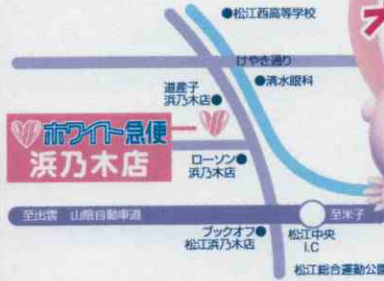 ●松江西高等学校
けやき通り
●清水眼科
道産子
浜乃木店●
ホワイト急便
浜乃木店
ローソン●
浜乃木店
至出雲 山陰自動車道
至米子
ブックオフ●
松江浜乃木店
松江中央
I.C
松江総合運動公園